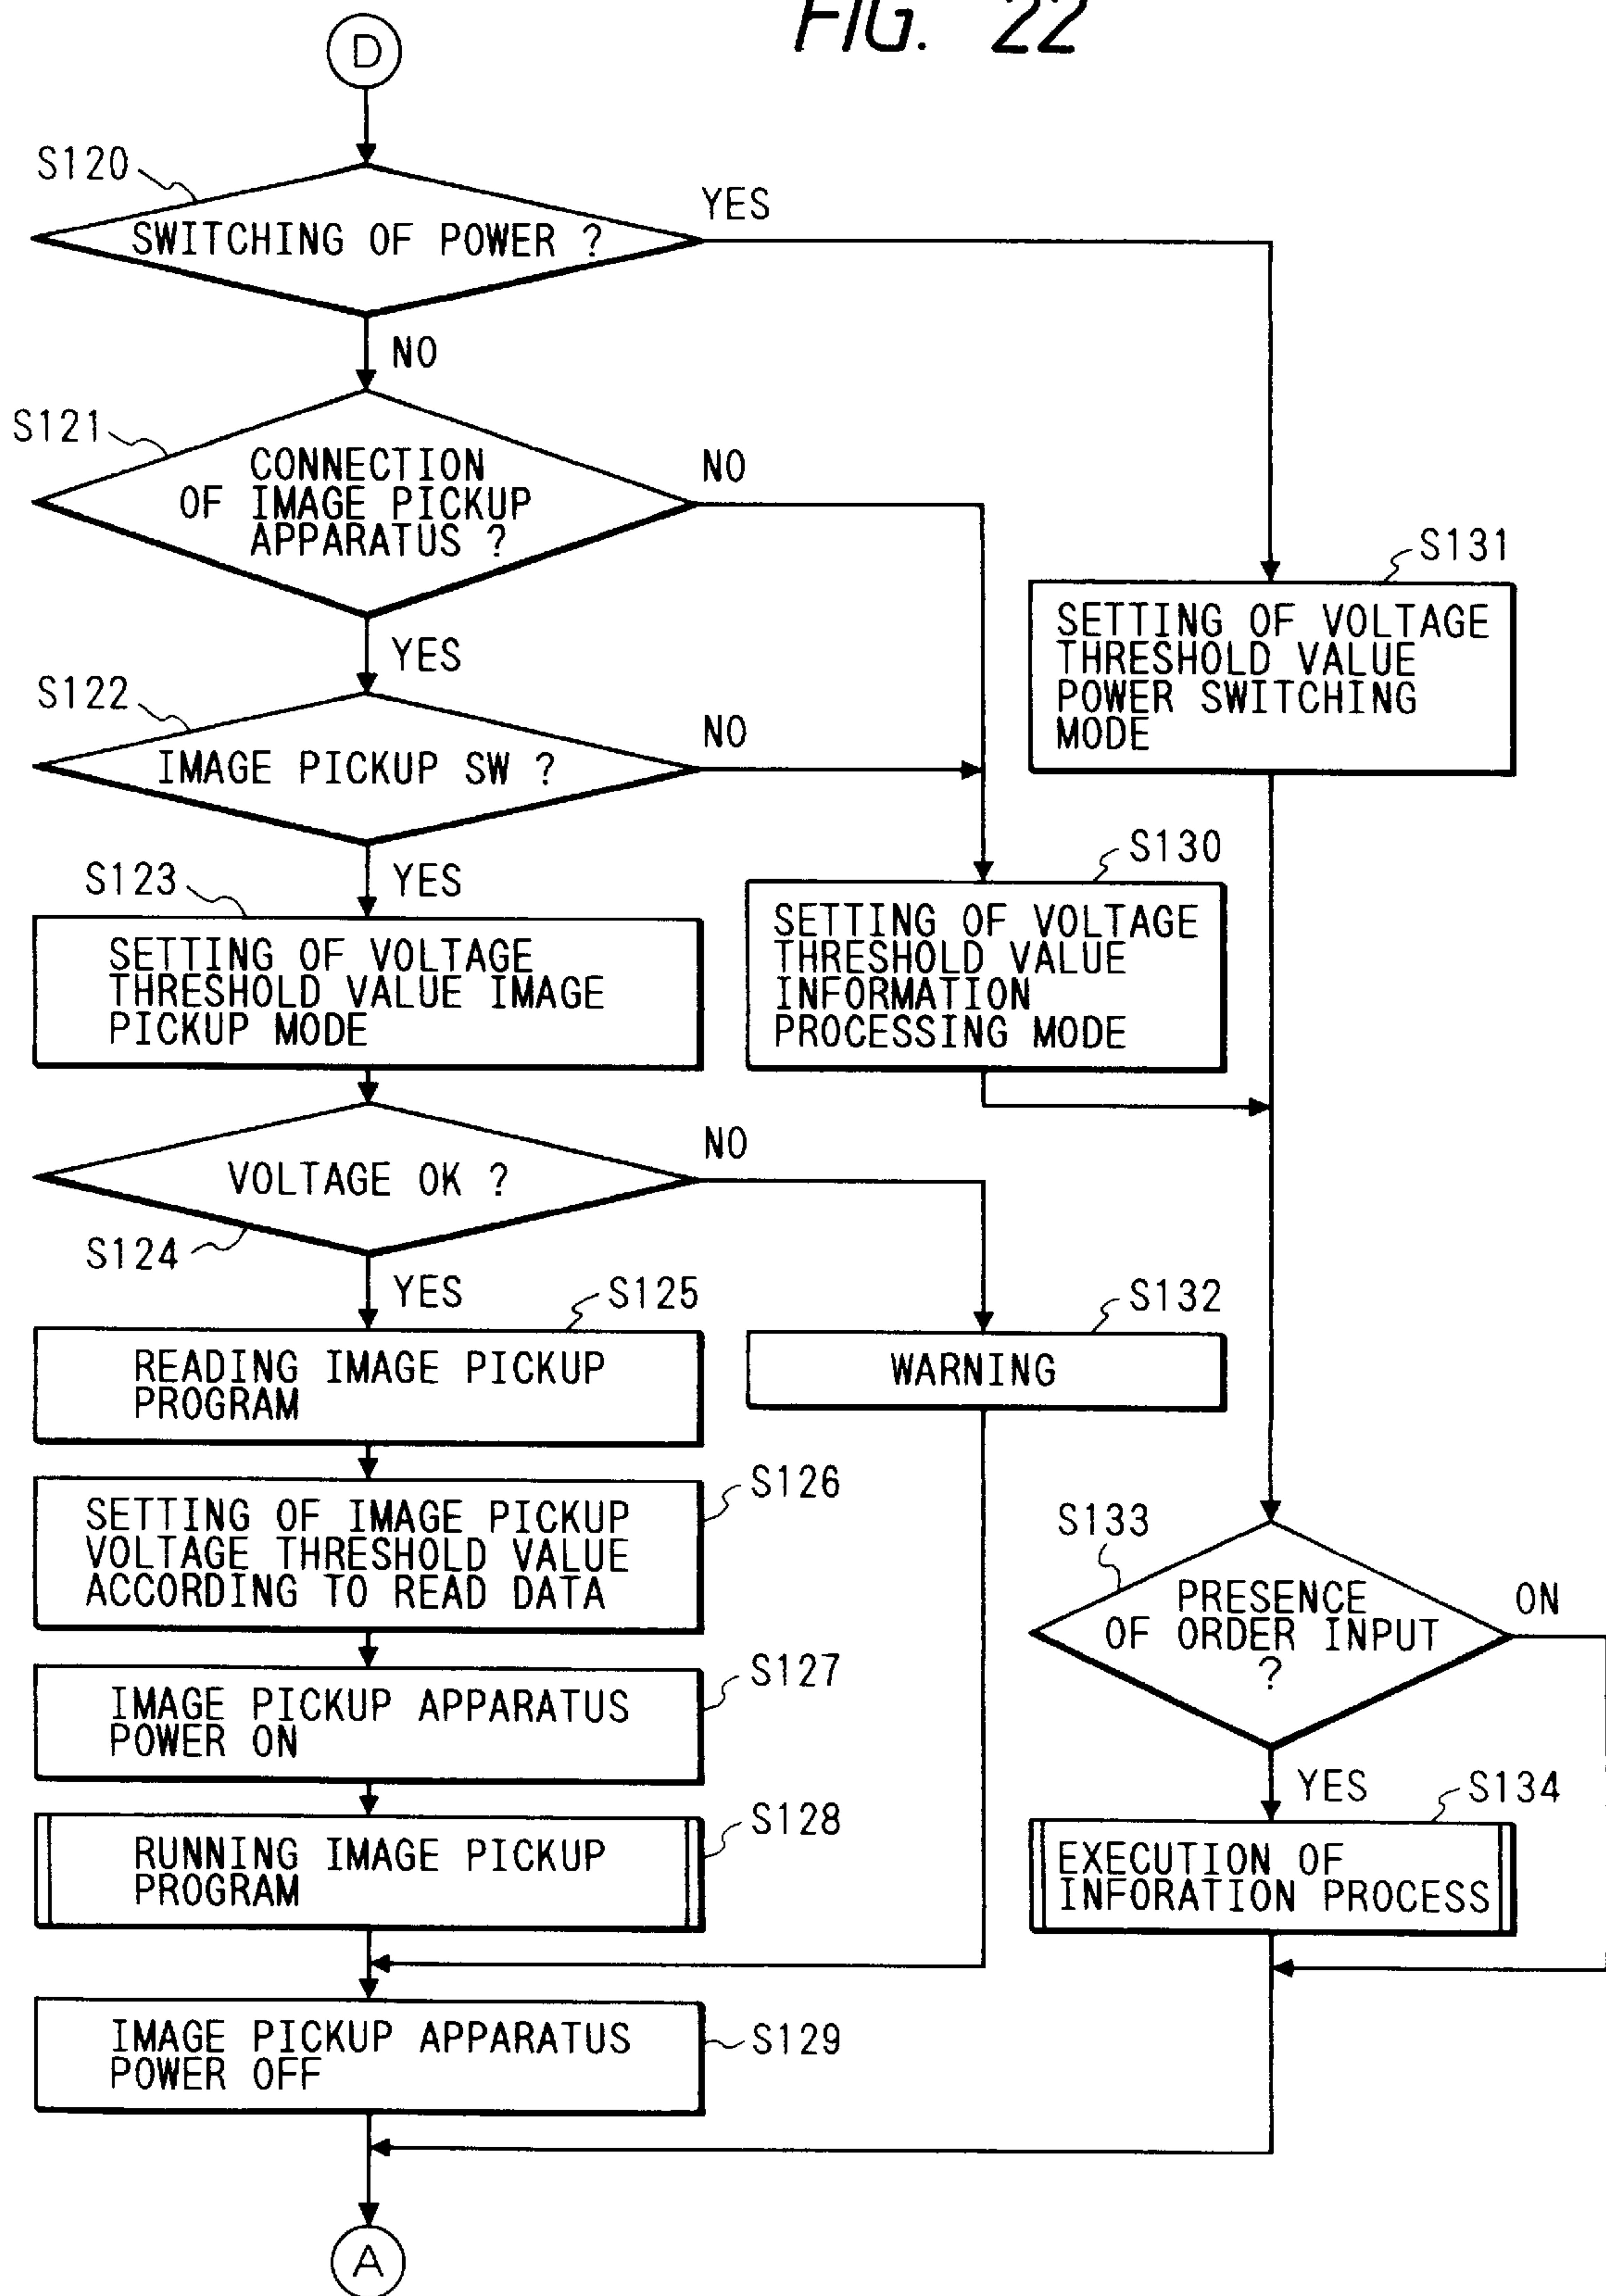 FIG. 22
D
S120
SWITCHING OF POWER ?
YES
NO
S121
CONNECTION
OF IMAGE PICKUP
APPARATUS ?
NO
YES
S131
SETTING OF VOLTAGE
THRESHOLD VALUE
POWER SWITCHING
MODE
S122
IMAGE PICKUP SW ?
NO
YES
S123
SETTING OF VOLTAGE
THRESHOLD VALUE IMAGE
PICKUP MODE
S130
SETTING OF VOLTAGE
THRESHOLD VALUE
INFORMATION
PROCESSING MODE
VOLTAGE OK ?
NO
S124
YES
S125
READING IMAGE PICKUP
PROGRAM
S132
WARNING
S126
SETTING OF IMAGE PICKUP
VOLTAGE THRESHOLD VALUE
ACCORDING TO READ DATA
S133
PRESENCE
OF ORDER INPUT
?
ON
YES
S127
IMAGE PICKUP APPARATUS
POWER ON
S128
RUNNING IMAGE PICKUP
PROGRAM
S134
EXECUTION OF
INFORATION PROCESS
IMAGE PICKUP APPARATUS
POWER OFF
S129
A